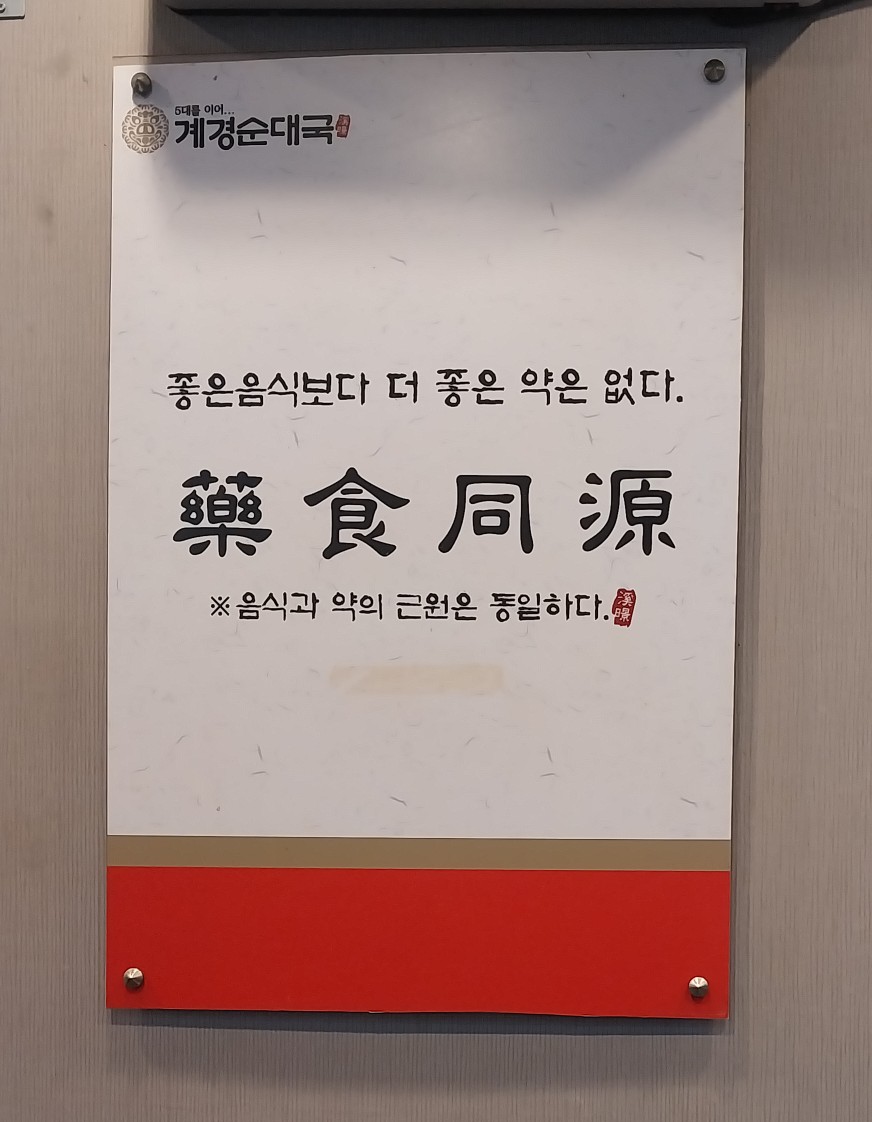 5대를 이어...
계경순대국
좋은음식보다 더 좋은 약은 없다.
藥食同源
※음식과 약의 근원은 동일하다.
溪暻